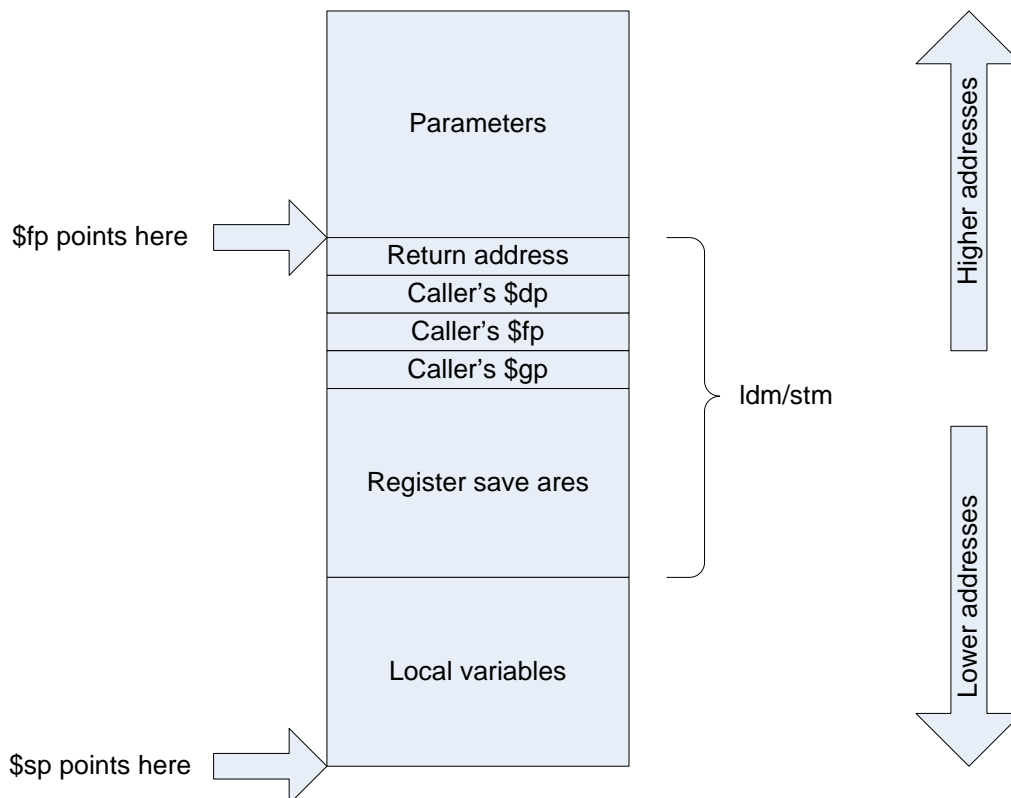 Parameters
Higher addresses
$fp points here
Return address
Caller's $dp
Caller's $fp
Caller's $gp
ldm/stm
Register save ares
Lower addresses
Local variables
$sp points here